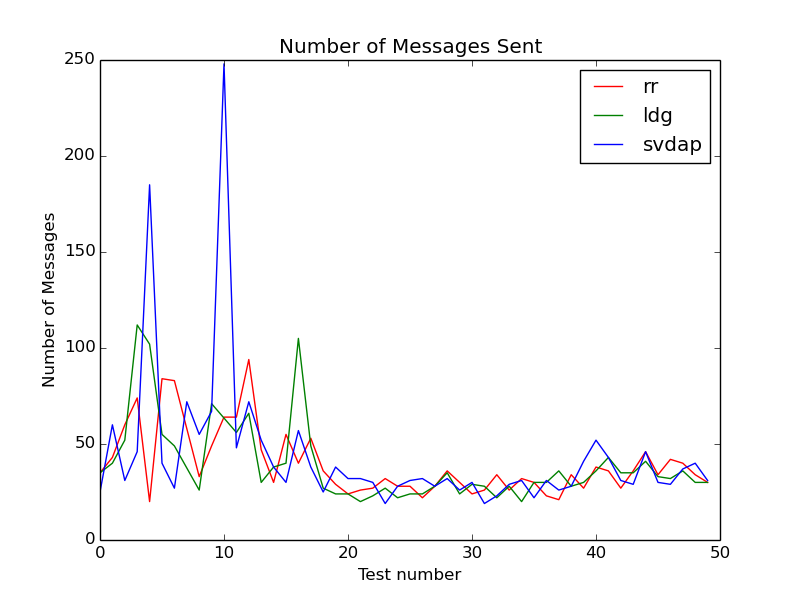 Number of Messages Sent
250
200
150
100
50
0
Number of Messages
rr
ldg
svdap
0 10 20 30 40 50
Test number